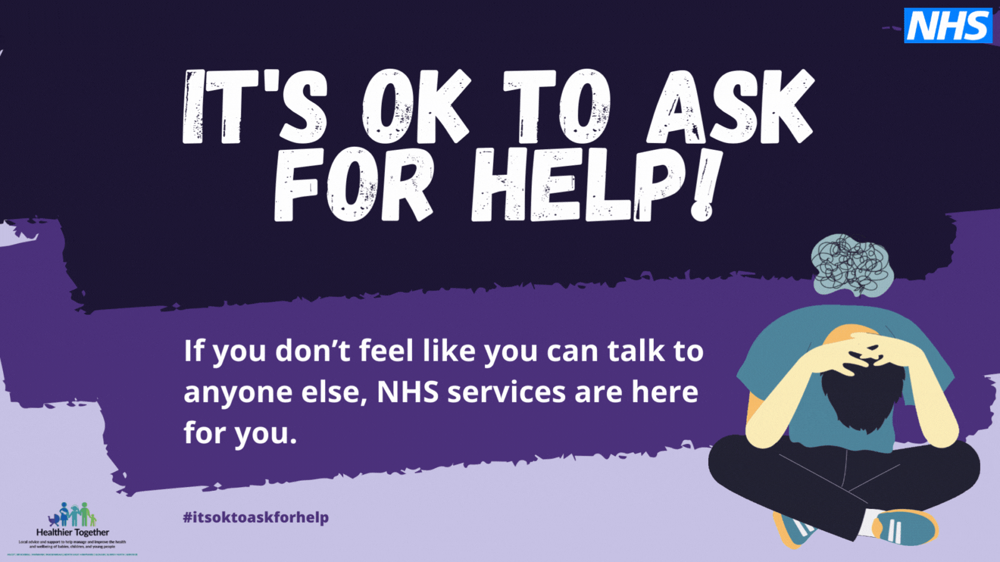 NHS
IT'S OK TO ASK
FOR HELP!
If you don’t feel like you can talk to
anyone else, NHS services are here
for you.
#itsoktoaskforhelp
Healthier Together
Local advice and support to help manage and improve the health
and wellbeing of babies, children, and young people